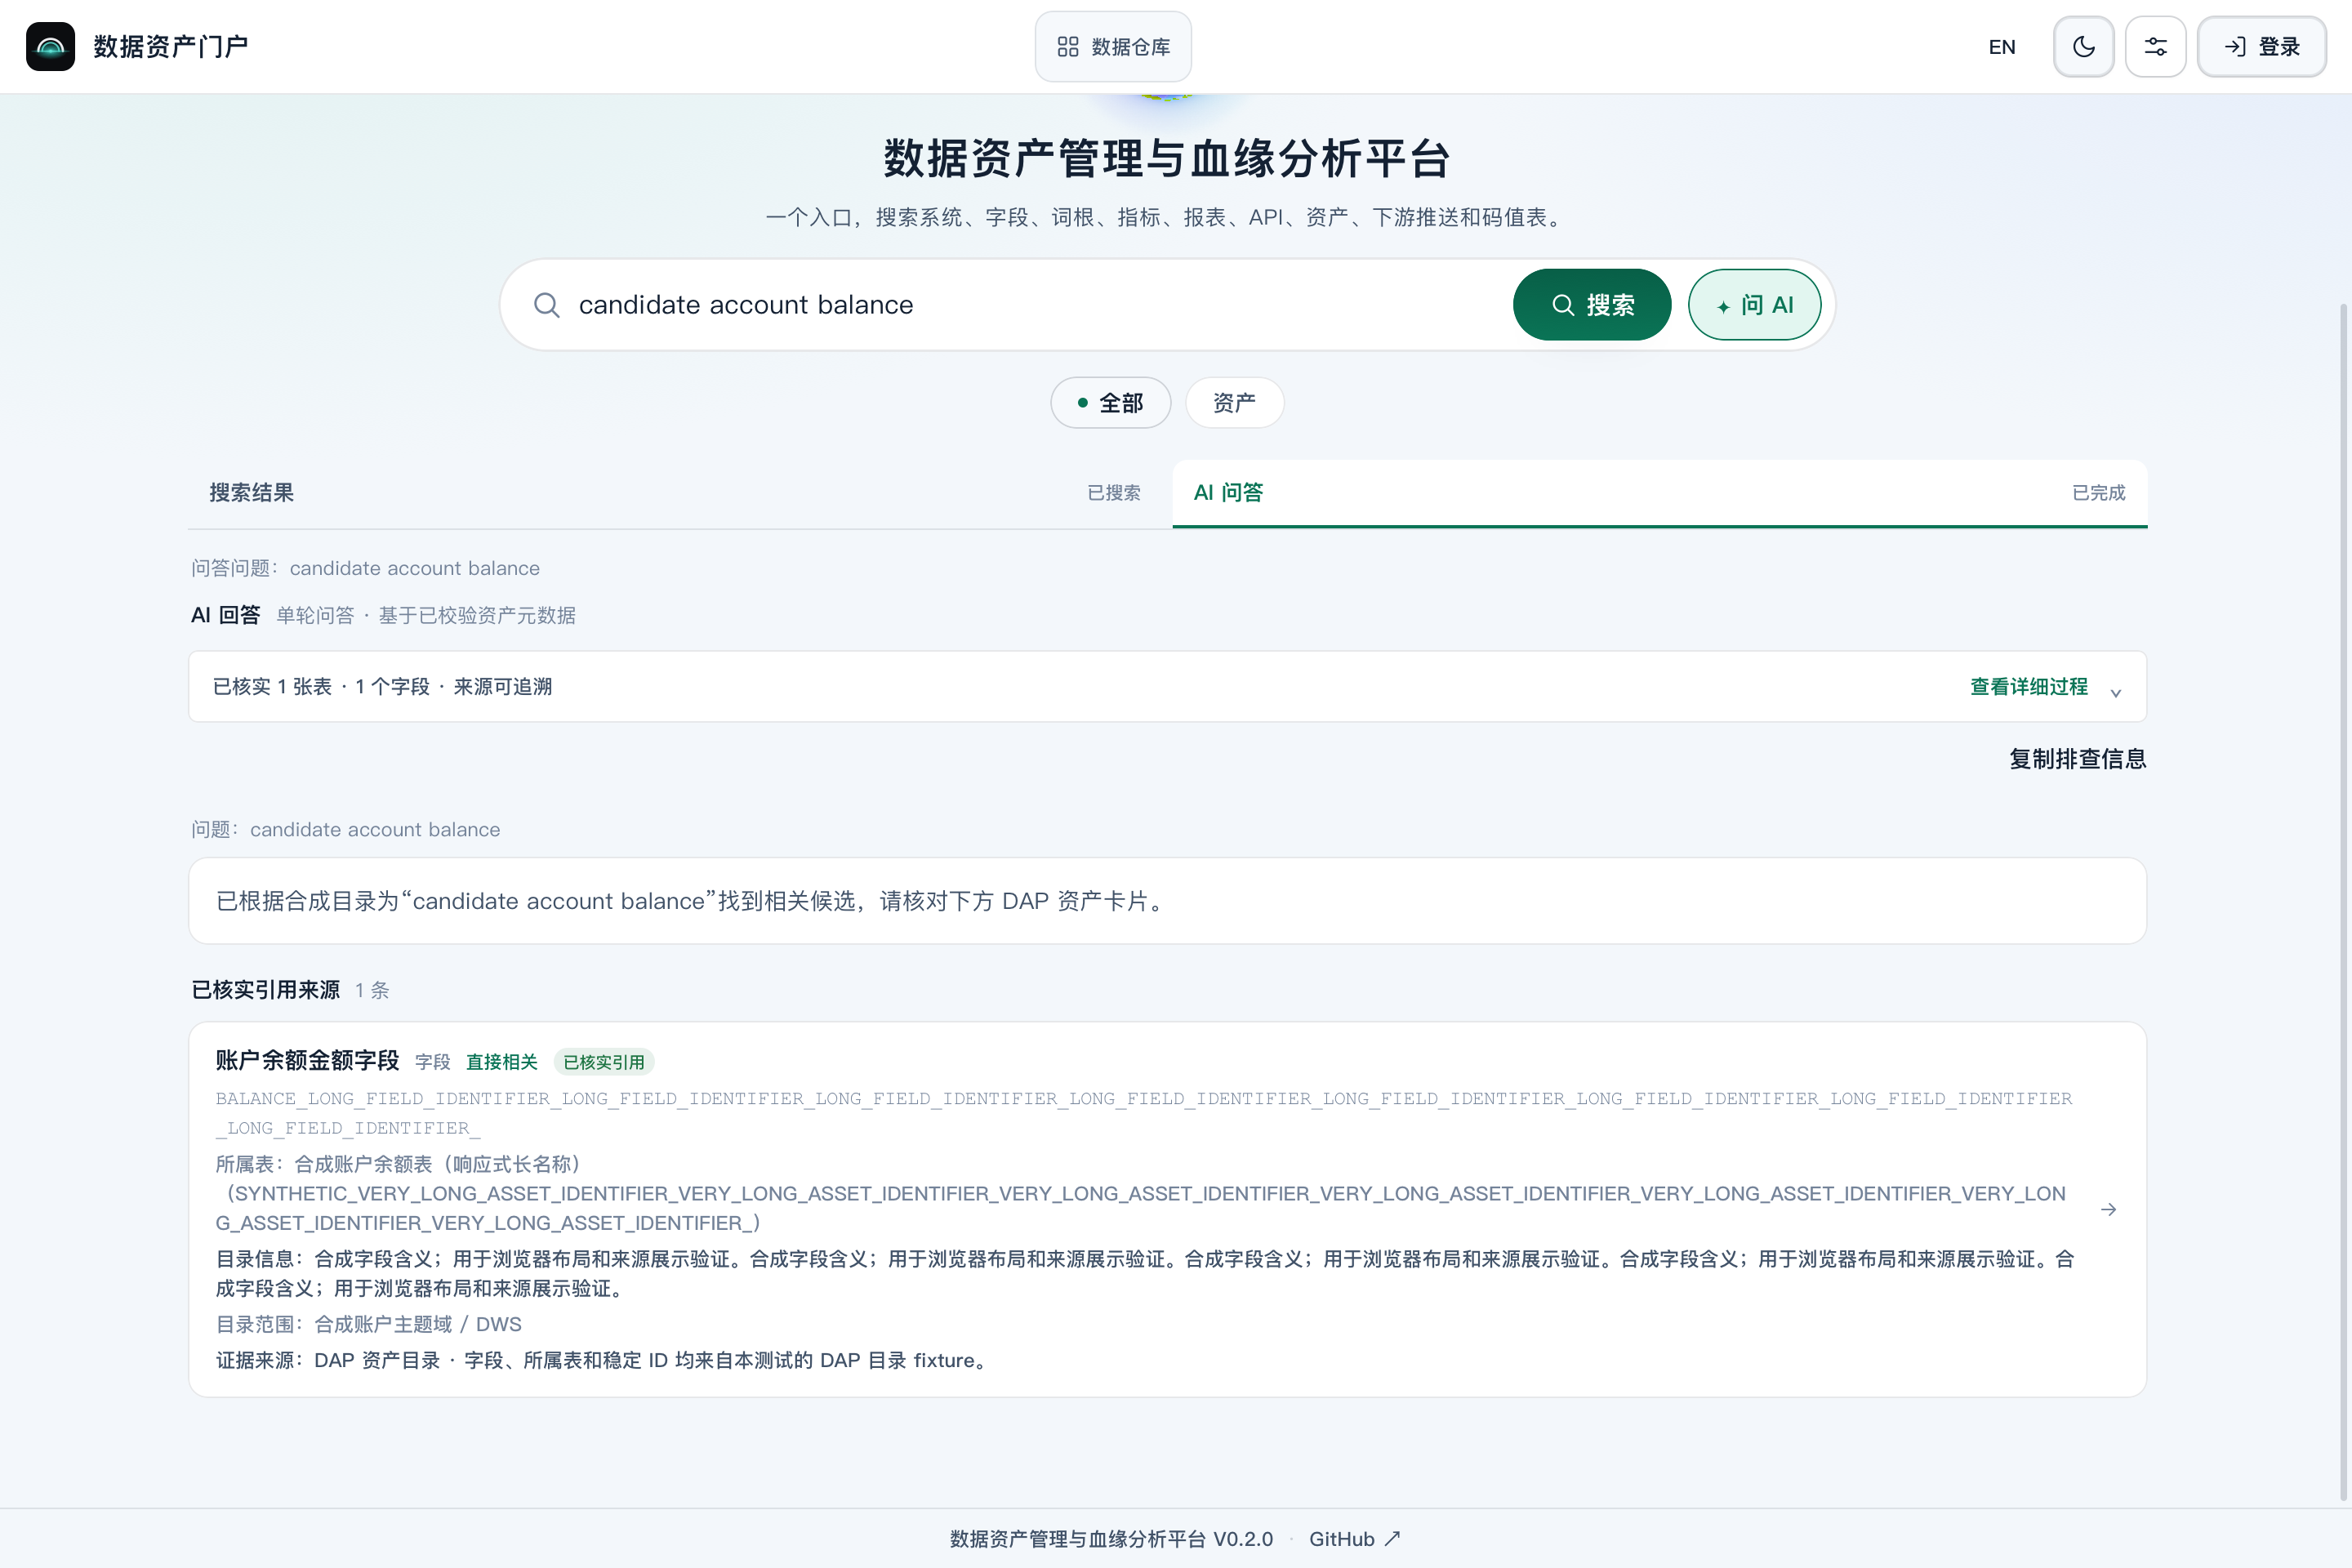 数据资产门户
数据仓库
EN
登录
数据资产管理与血缘分析平台
一个入口，搜索系统、字段、词根、指标、报表、API、资产、下游推送和码值表。
candidate account balance
搜索
问 AI
全部
资产
搜索结果
已搜索
AI 问答
已完成
问答问题：candidate account balance
AI 回答 单轮问答 · 基于已校验资产元数据
已核实 1 张表 · 1 个字段 · 来源可追溯
查看详细过程
复制排查信息
问题：candidate account balance
已根据合成目录为“candidate account balance”找到相关候选，请核对下方 DAP 资产卡片。
已核实引用来源 1 条
账户余额金额字段 字段 直接相关 已核实引用
BALANCE_LONG_FIELD_IDENTIFIER_LONG_FIELD_IDENTIFIER_LONG_FIELD_IDENTIFIER_LONG_FIELD_IDENTIFIER_LONG_FIELD_IDENTIFIER_LONG_FIELD_IDENTIFIER_LONG_FIELD_IDENTIFIER
_LONG_FIELD_IDENTIFIER_
所属表：合成账户余额表（响应式长名称）
（SYNTHETIC_VERY_LONG_ASSET_IDENTIFIER_VERY_LONG_ASSET_IDENTIFIER_VERY_LONG_ASSET_IDENTIFIER_VERY_LONG_ASSET_IDENTIFIER_VERY_LONG_ASSET_IDENTIFIER_VERY_LON
G_ASSET_IDENTIFIER_VERY_LONG_ASSET_IDENTIFIER_）
目录信息：合成字段含义；用于浏览器布局和来源展示验证。合成字段含义；用于浏览器布局和来源展示验证。合成字段含义；用于浏览器布局和来源展示验证。合成字段含义；用于浏览器布局和来源展示验证。合
成字段含义；用于浏览器布局和来源展示验证。
目录范围：合成账户主题域 / DWS
证据来源：DAP 资产目录 · 字段、所属表和稳定 ID 均来自本测试的 DAP 目录 fixture。
数据资产管理与血缘分析平台 V0.2.0 · GitHub ↗